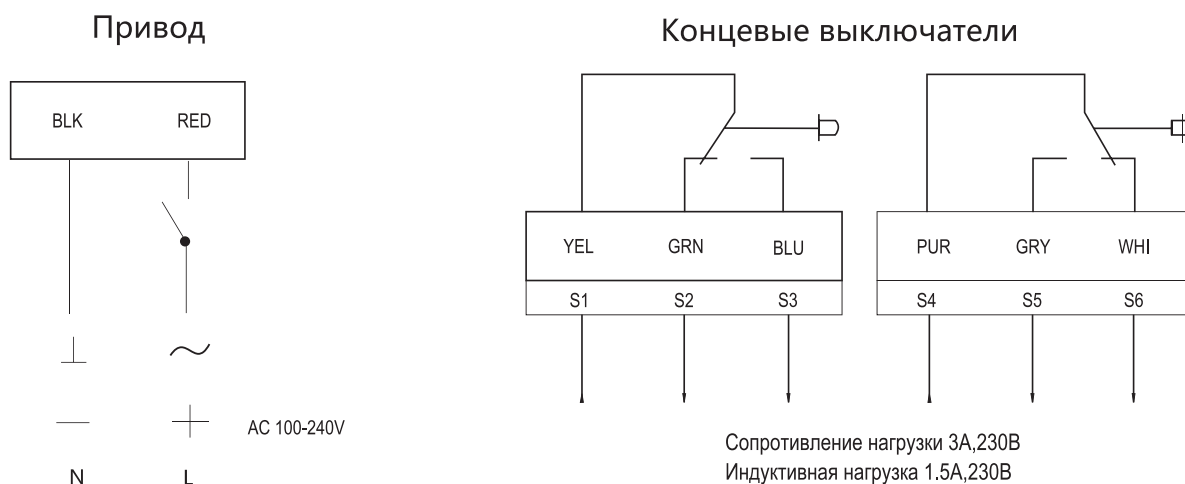 Привод
BLK RED
AC 100-240V
N L
Концевые выключатели
YEL GRN BLU
S1 S2 S3
PUR GRY WHI
S4 S5 S6
Сопротивление нагрузки 3А,230В
Индуктивная нагрузка 1.5А,230В